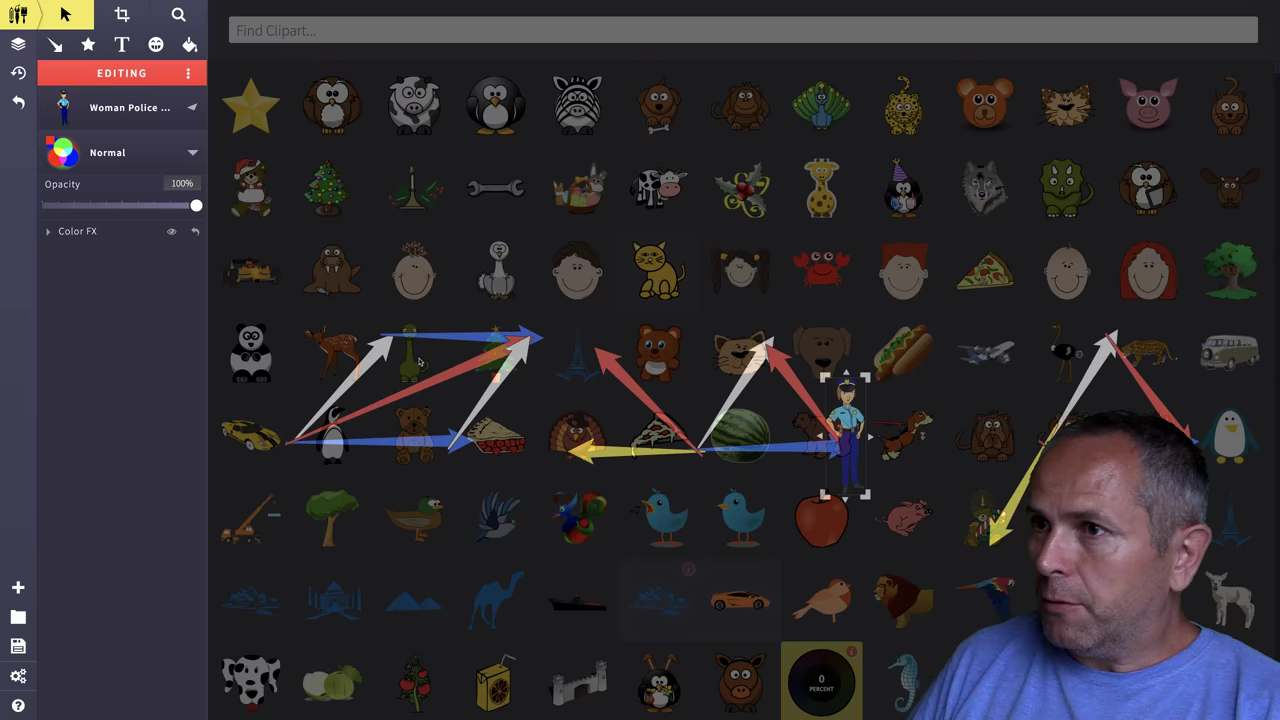 Find Clipart...
EDITING
Woman Police ...
Normal
Opacity 100%
Color FX
0
PERCENT